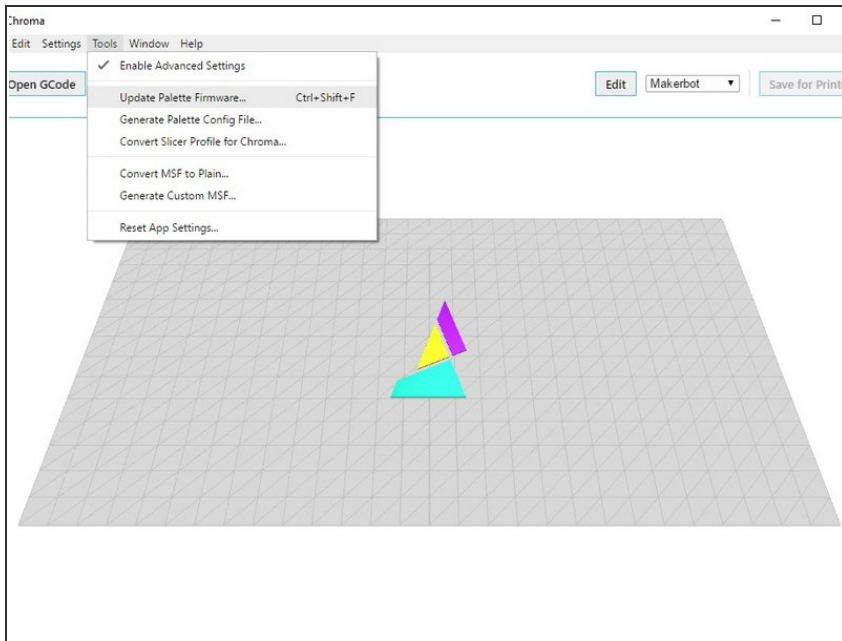 Chroma
Edit Settings Tools Window Help
Open GCode
Edit
Makerbot
Save for Printi
✓ Enable Advanced Settings
Update Palette Firmware... Ctrl+Shift+F
Generate Palette Config File...
Convert Slicer Profile for Chroma...
Convert MSF to Plain...
Generate Custom MSF...
Reset App Settings...